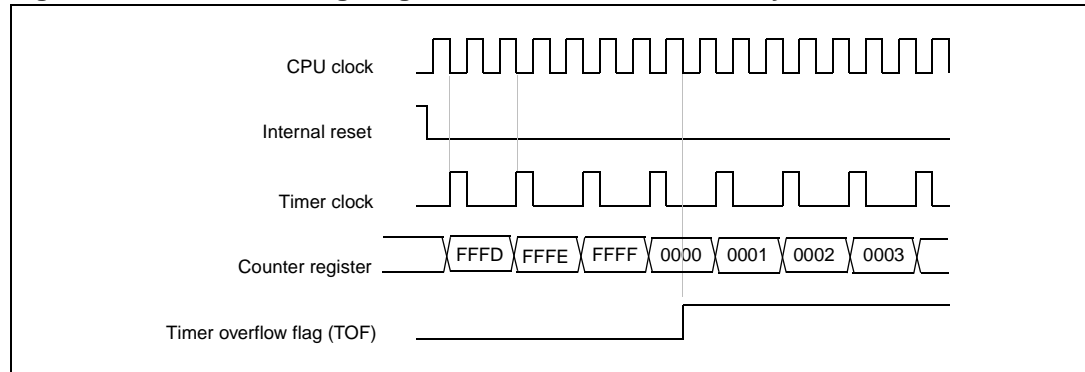 CPU clock
Internal reset
Timer clock
Counter register
FFFD FFFE FFFF 0000 0001 0002 0003
Timer overflow flag (TOF)